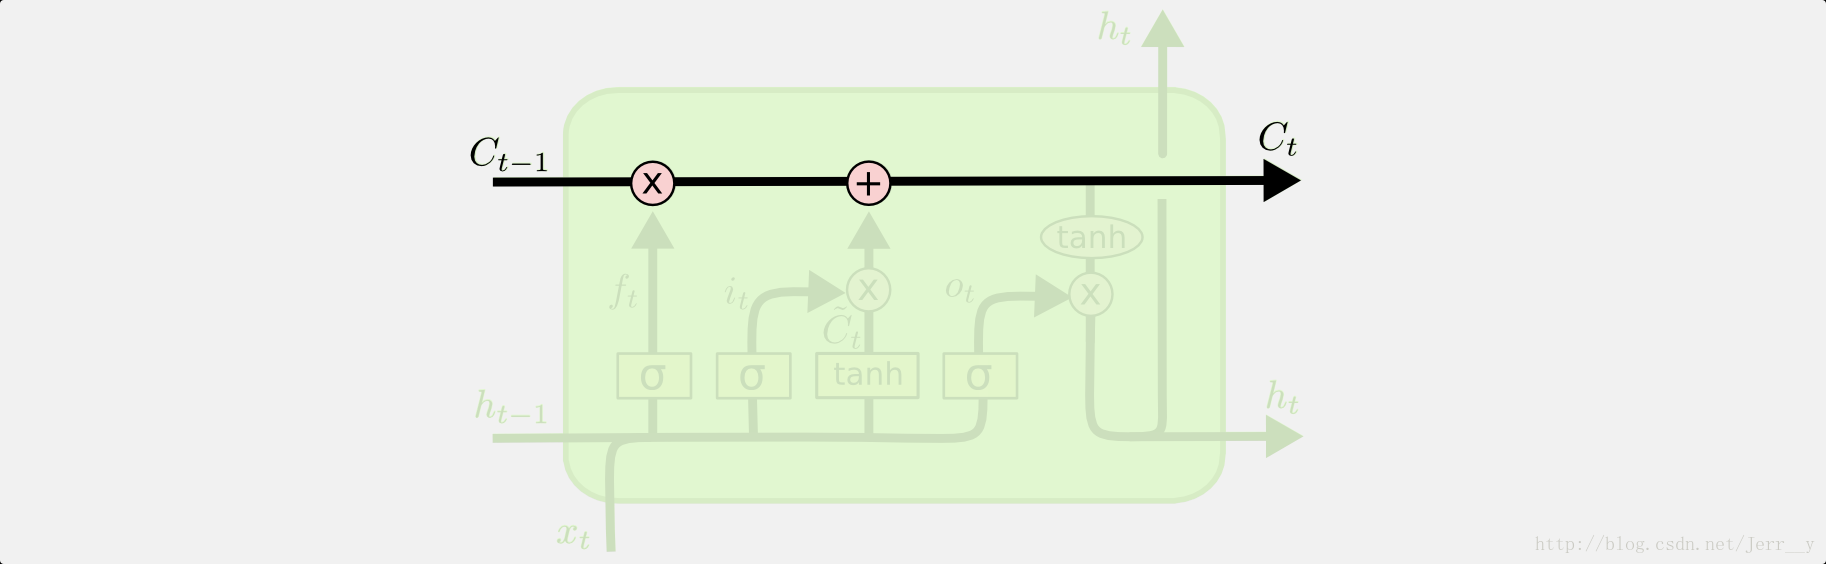 h_t
C_{t-1}
C_t
x
+
tanh
f_t
i_t
x
o_t
x
C̃_t
σ
σ
tanh
σ
h_{t-1}
h_t
x_t
http://blog.csdn.net/Jerr__y